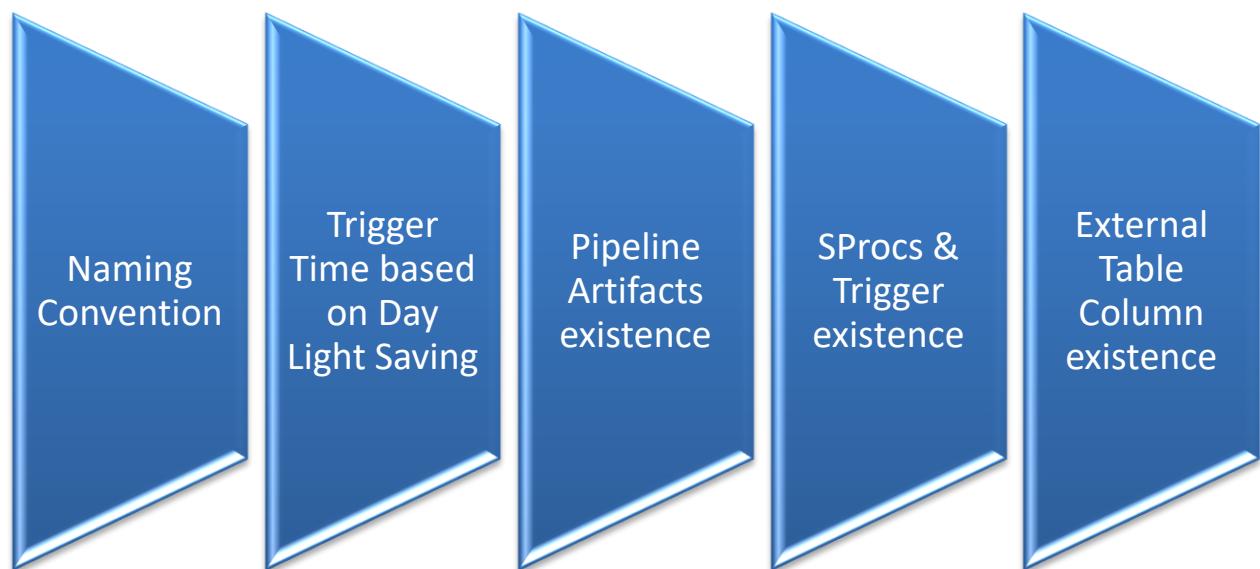 Naming
Convention
Trigger
Time based
on Day
Light Saving
Pipeline
Artifacts
existence
SProcs &
Trigger
existence
External
Table
Column
existence